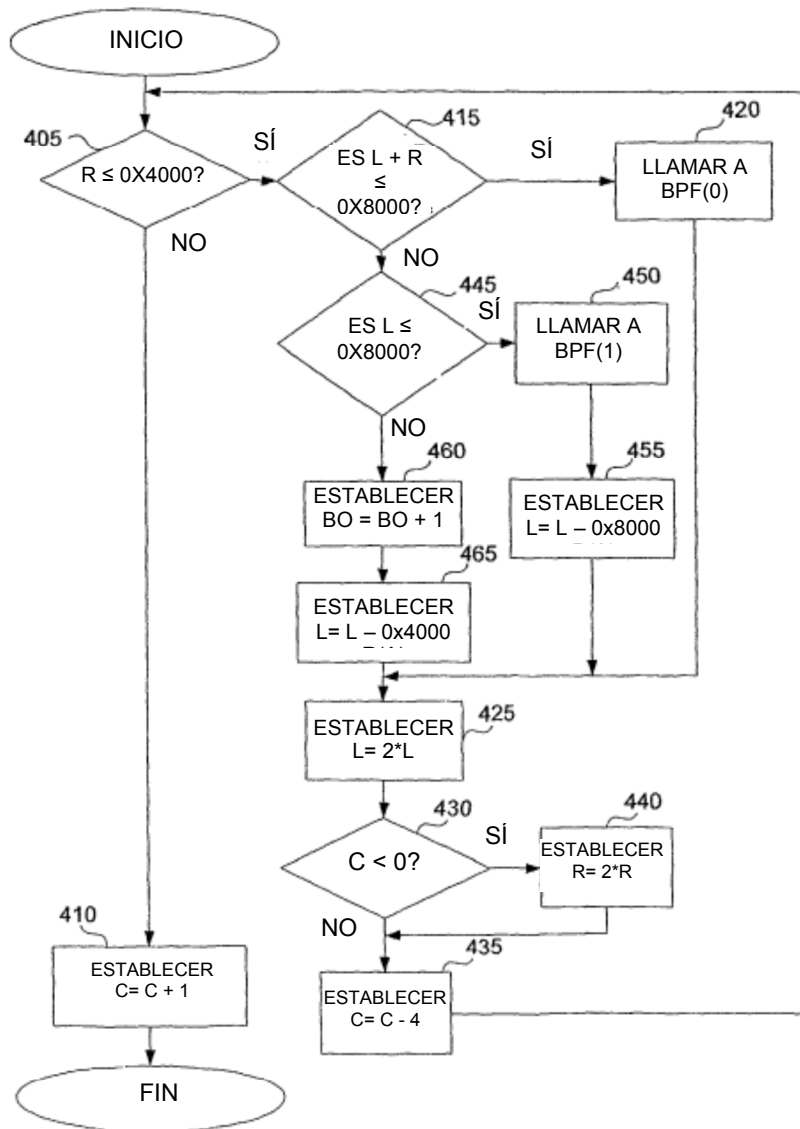 INICIO
405
R ≤ 0X4000?
SÍ
NO
415
ES L + R
≤
0X8000?
SÍ
NO
420
LLAMAR A
BPF(0)
445
ES L ≤
0X8000?
SÍ
NO
450
LLAMAR A
BPF(1)
460
ESTABLECER
BO = BO + 1
455
ESTABLECER
L= L – 0x8000
465
ESTABLECER
L= L – 0x4000
425
ESTABLECER
L= 2*L
430
C < 0?
SÍ
NO
440
ESTABLECER
R= 2*R
410
ESTABLECER
C= C + 1
435
ESTABLECER
C= C - 4
FIN